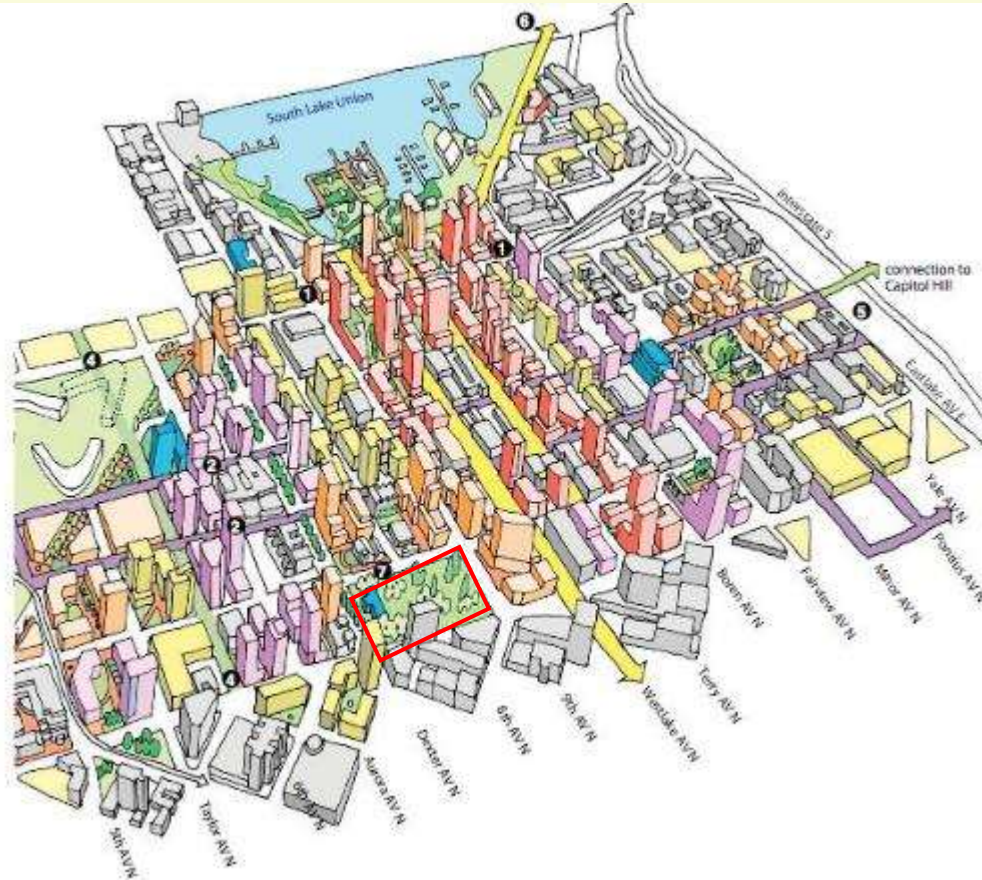 6
South Lake Union
Interstate 5
1
connection to
Capitol Hill
1
5
4
Eastlake AV E
2
2
Yale AV N
Pontius AV N
7
Minor AV N
Fairview AV N
Boren AV N
4
Terry AV N
Westlake AV N
9th AV N
8th AV N
Dexter AV N
Aurora AV N
Taylor AV N
5th AV N